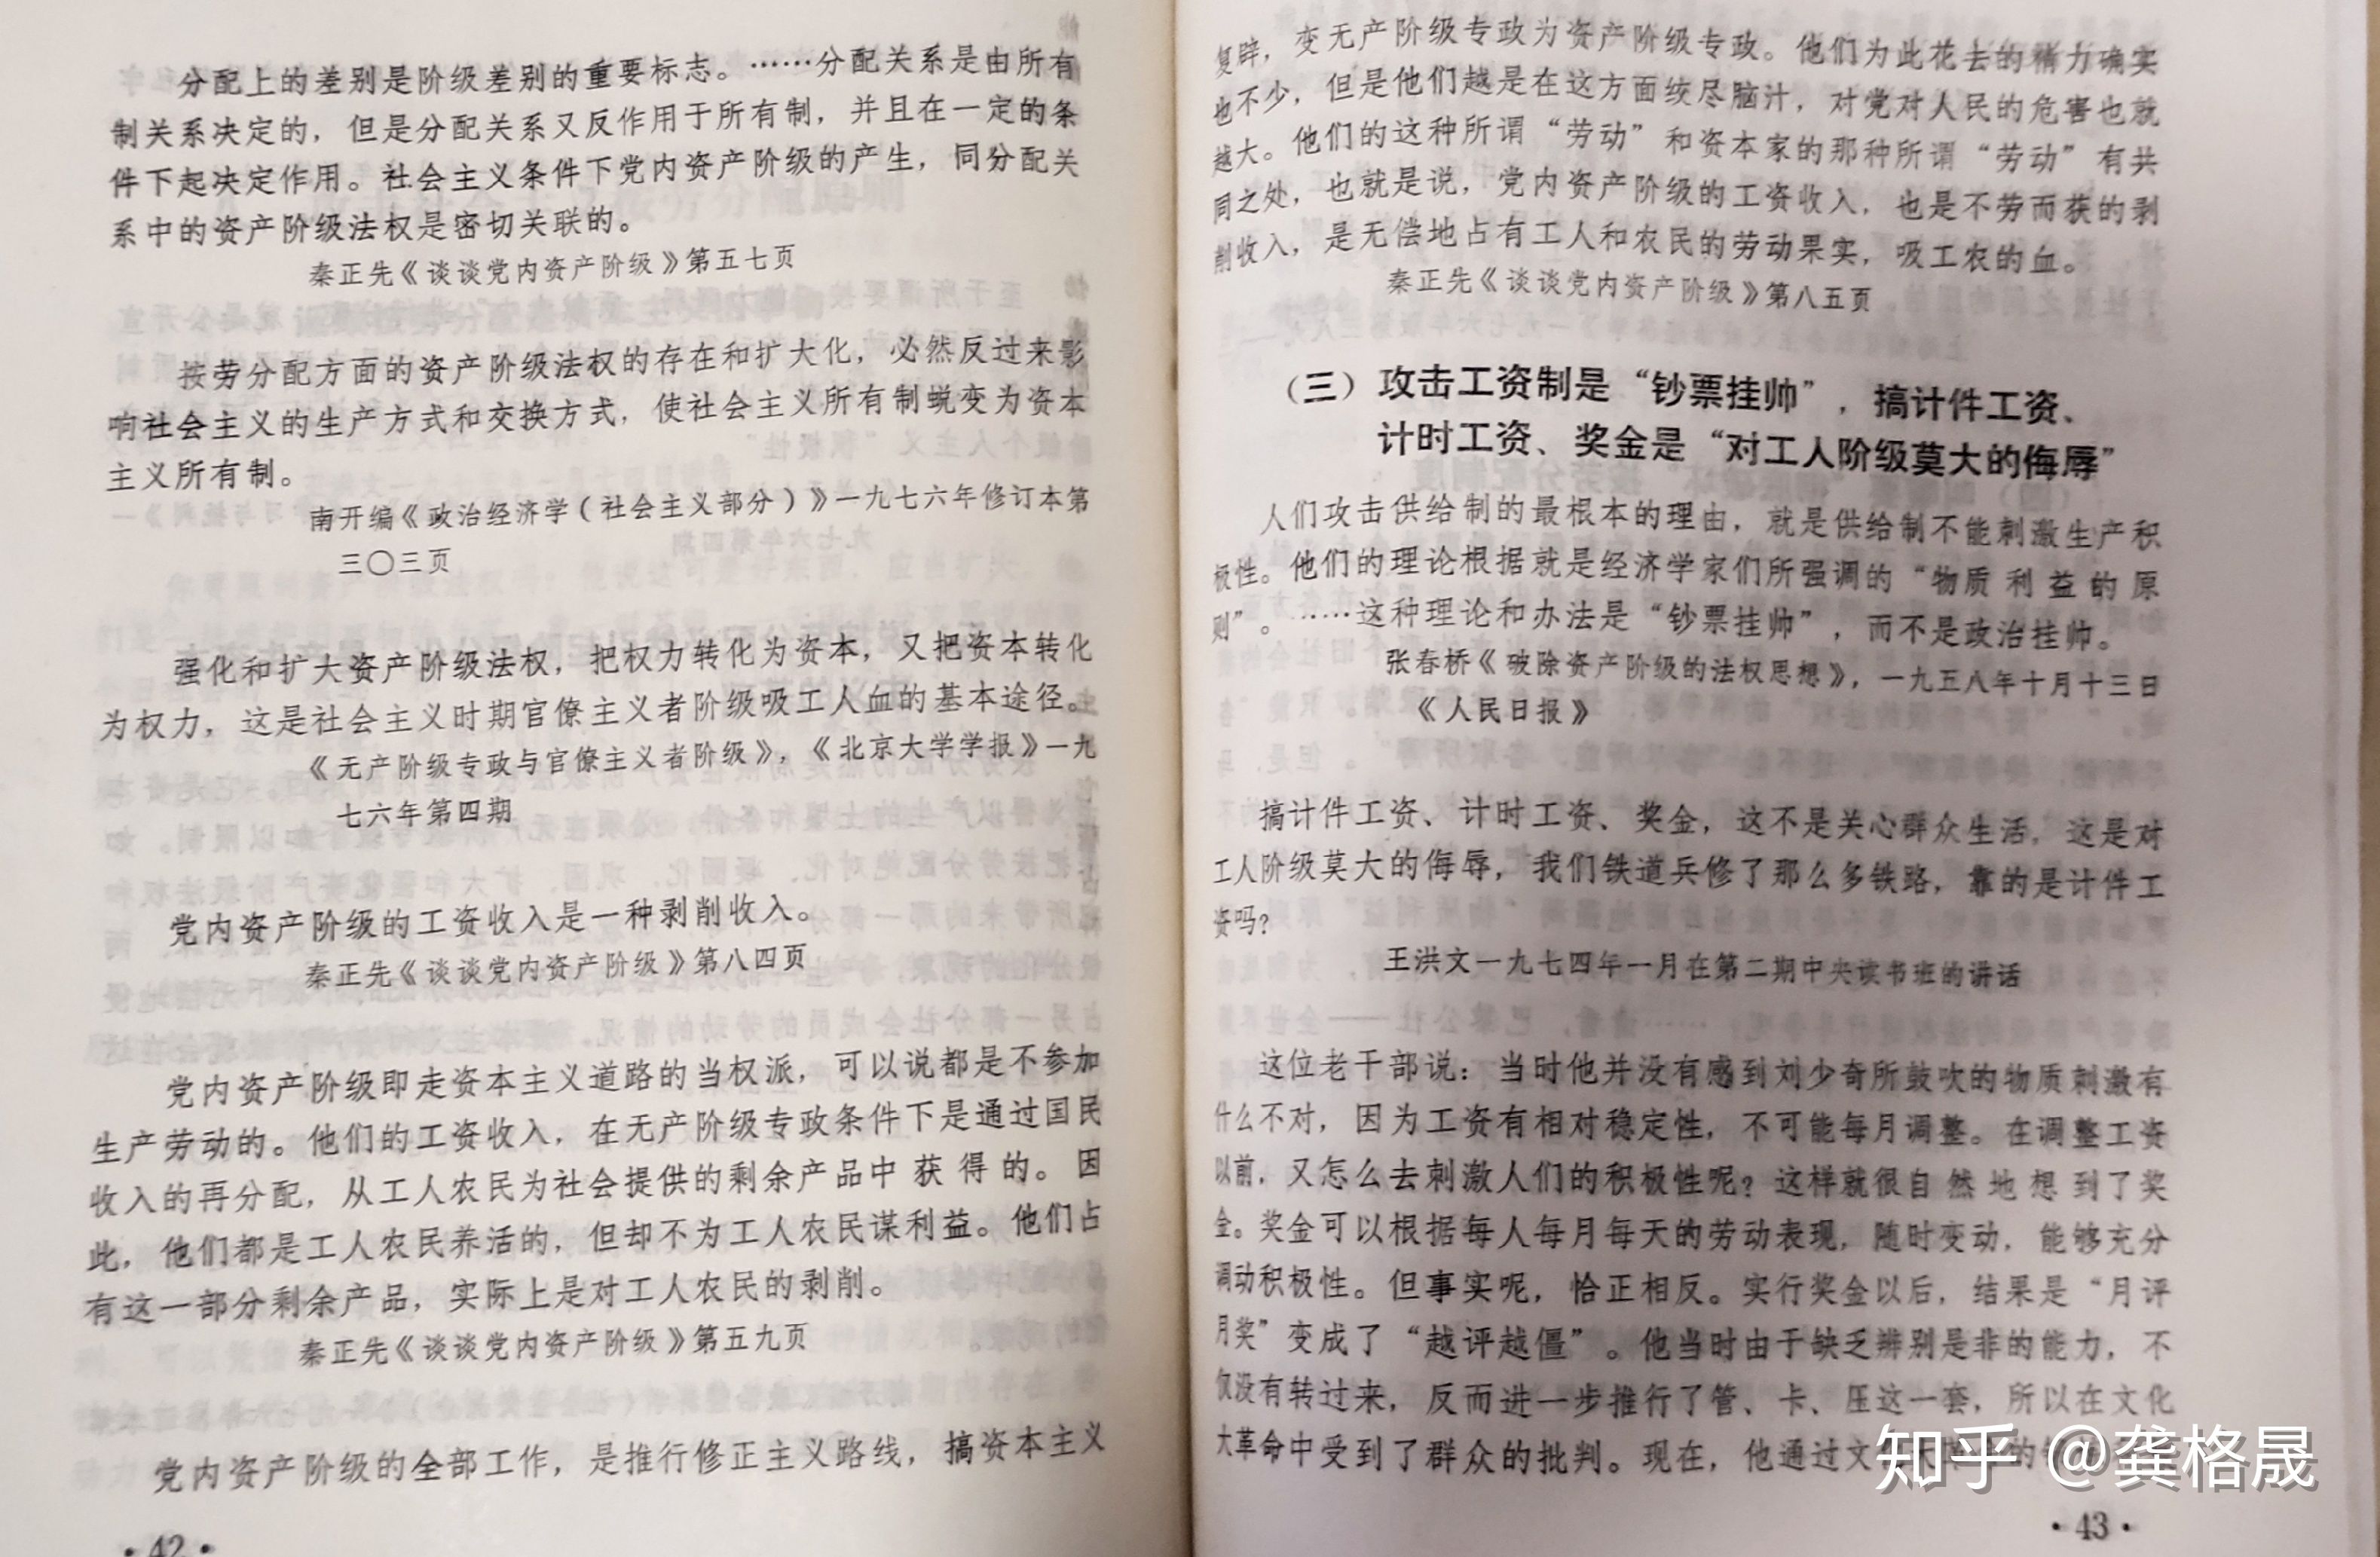 分配上的差别是阶级差别的重要标志。……分配关系是由所有
制关系决定的，但是分配关系又反作用于所有制，并且在一定的条
件下起决定作用。社会主义条件下党内资产阶级的产生，同分配关
系中的资产阶级法权是密切关联的。
秦正先《谈谈党内资产阶级》第五七页
按劳分配方面的资产阶级法权的存在和扩大化，必然反过来影
响社会主义的生产方式和交换方式，使社会主义所有制蜕变为资本
主义所有制。
南开编《政治经济学（社会主义部分）》一九七六年修订本第
三〇三页
强化和扩大资产阶级法权，把权力转化为资本，又把资本转化
为权力，这是社会主义时期官僚主义者阶级吸工人血的基本途径。
《无产阶级专政与官僚主义者阶级》，《北京大学学报》一九
七六年第四期
党内资产阶级的工资收入是一种剥削收入。
秦正先《谈谈党内资产阶级》第八四页
党内资产阶级即走资本主义道路的当权派，可以说都是不参加
生产劳动的。他们的工资收入，在无产阶级专政条件下是通过国民
收入的再分配，从工人农民为社会提供的剩余产品中获得的。因
此，他们都是工人农民养活的，但却不为工人农民谋利益。他们占
有这一部分剩余产品，实际上是对工人农民的剥削。
秦正先《谈谈党内资产阶级》第五九页
党内资产阶级的全部工作，是推行修正主义路线，搞资本主义
·42·
复辟，变无产阶级专政为资产阶级专政。他们为此花去的精力确实
也不少，但是他们越是在这方面绞尽脑汁，对党对人民的危害也就
越大。他们的这种所谓“劳动”和资本家的那种所谓“劳动”有共
同之处，也就是说，党内资产阶级的工资收入，也是不劳而获的剥
削收入，是无偿地占有工人和农民的劳动果实，吸工农的血。
秦正先《谈谈党内资产阶级》第八五页
（三）攻击工资制是“钞票挂帅”，搞计件工资、
计时工资、奖金是“对工人阶级莫大的侮辱”
人们攻击供给制的最根本的理由，就是供给制不能刺激生产积
极性。他们的理论根据就是经济学家们所强调的“物质利益的原
则”。……这种理论和办法是“钞票挂帅”，而不是政治挂帅。
张春桥《破除资产阶级的法权思想》，一九五八年十月十三日
《人民日报》
搞计件工资、计时工资、奖金，这不是关心群众生活，这是对
工人阶级莫大的侮辱，我们铁道兵修了那么多铁路，靠的是计件工
资吗？
王洪文一九七四年一月在第二期中央读书班的讲话
这位老干部说：当时他并没有感到刘少奇所鼓吹的物质刺激有
什么不对，因为工资有相对稳定性，不可能每月调整。在调整工资
以前，又怎么去刺激人们的积极性呢？这样就很自然地想到了奖
金。奖金可以根据每人每月每天的劳动表现，随时变动，能够充分
调动积极性。但事实呢，恰正相反。实行奖金以后，结果是“月评
月奖”变成了“越评越僵”。他当时由于缺乏辨别是非的能力，不
仅没有转过来，反而进一步推行了管、卡、压这一套，所以在文化
大革命中受到了群众的批判。现在，他通过文
知乎 @龚格晟
·43·